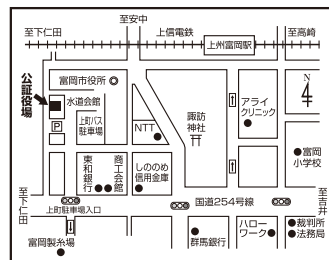 至安中
至下仁田
上信電鉄
上州富岡駅
至高崎
富岡市役所
公証役場
水道会館
P
上町バス
駐車場
NTT
諏訪
神社
アライ
クリニック
N
4
富岡
小学校
東和銀行
商工会館
しののめ
信用金庫
至下仁田
上町駐車場入口
国道254号線
至吉井
富岡製糸場
群馬銀行
ハロー
ワーク
裁判所
法務局